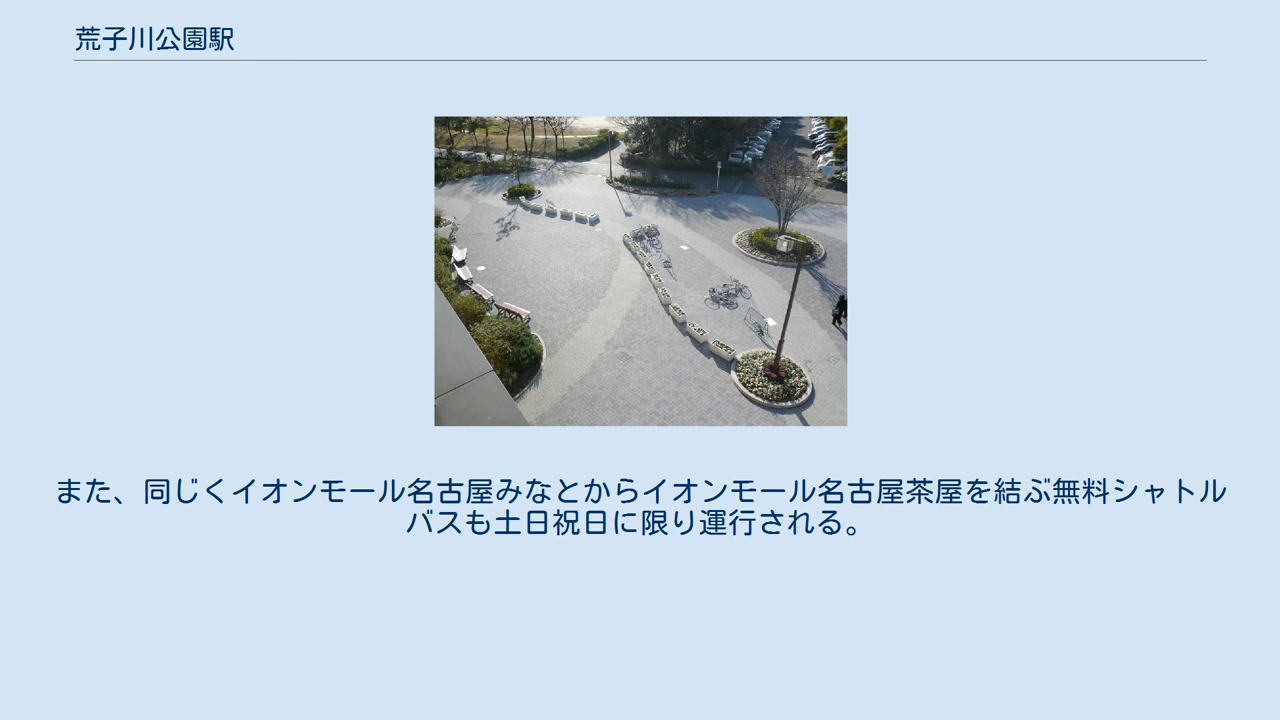 荒子川公園駅
また、同じくイオンモール名古屋みなとからイオンモール名古屋茶屋を結ぶ無料シャトル
バスも土日祝日に限り運行される。